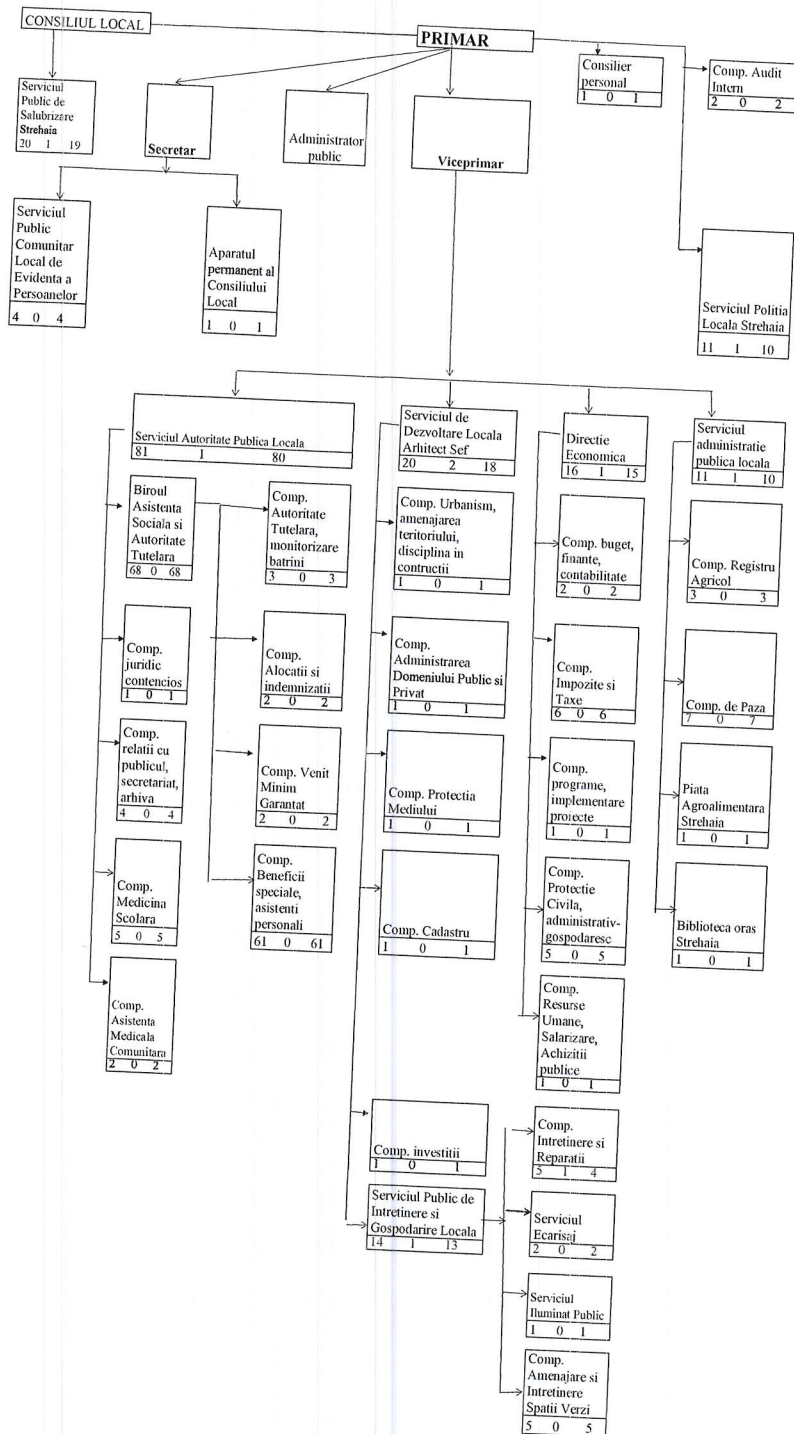 CONSILIUL LOCAL
PRIMAR
Consilier
personal
1 0 1
Comp. Audit
Intern
2 0 2
Serviciul
Public de
Salubrizare
Strehaia
20 1 19
Secretar
Administrator
public
Viceprimar
Serviciul
Public
Comunitar
Local de
Evidenta a
Persoanelor
4 0 4
Aparatul
permanent al
Consiliului
Local
1 0 1
Serviciul Politia
Locala Strehaia
11 1 10
Serviciul Autoritate Publica Locala
81 1 80
Serviciul de
Dezvoltare Locala
Arhitect Sef
20 2 18
Directie
Economica
16 1 15
Serviciul
administratie
publica locala
11 1 10
Biroul
Asistenta
Sociala si
Autoritate
Tutelara
68 0 68
Comp.
Autoritate
Tutelara,
monitorizare
batrini
3 0 3
Comp. Urbanism,
amenajarea
teritoriului,
disciplina in
contructii
1 0 1
Comp. buget,
finante,
contabilitate
2 0 2
Comp. Registru
Agricol
3 0 3
Comp.
juridic
contencios
1 0 1
Comp.
Alocatii si
indemnizatii
2 0 2
Comp.
Administrarea
Domeniului Public si
Privat
1 0 1
Comp.
Impozite si
Taxe
6 0 6
Comp. de Paza
7 0 7
Comp.
relatii cu
publicul,
secretariat,
arhiva
4 0 4
Comp. Venit
Minim
Garantat
2 0 2
Comp. Protectia
Mediului
1 0 1
Comp.
programe,
implementare
proiecte
1 0 1
Piata
Agroalimentara
Strehaia
1 0 1
Comp.
Medicina
Scolara
5 0 5
Comp.
Beneficii
speciale,
asistenti
personali
61 0 61
Comp. Cadastru
1 0 1
Comp.
Protectie
Civila,
administrativ-
gospodaresc
5 0 5
Biblioteca oras
Strehaia
1 0 1
Comp.
Asistenta
Medicala
Comunitara
2 0 2
Comp.
Resurse
Umane,
Salarizare,
Achizitii
publice
1 0 1
Comp. investitii
1 0 1
Comp.
Intretinere si
Reparatii
5 1 4
Serviciul Public de
Intretinere si
Gospodarire Locala
14 1 13
Serviciul
Ecarisaj
2 0 2
Serviciul
Iluminat Public
1 0 1
Comp.
Amenajare si
Intretinere
Spatii Verzi
5 0 5